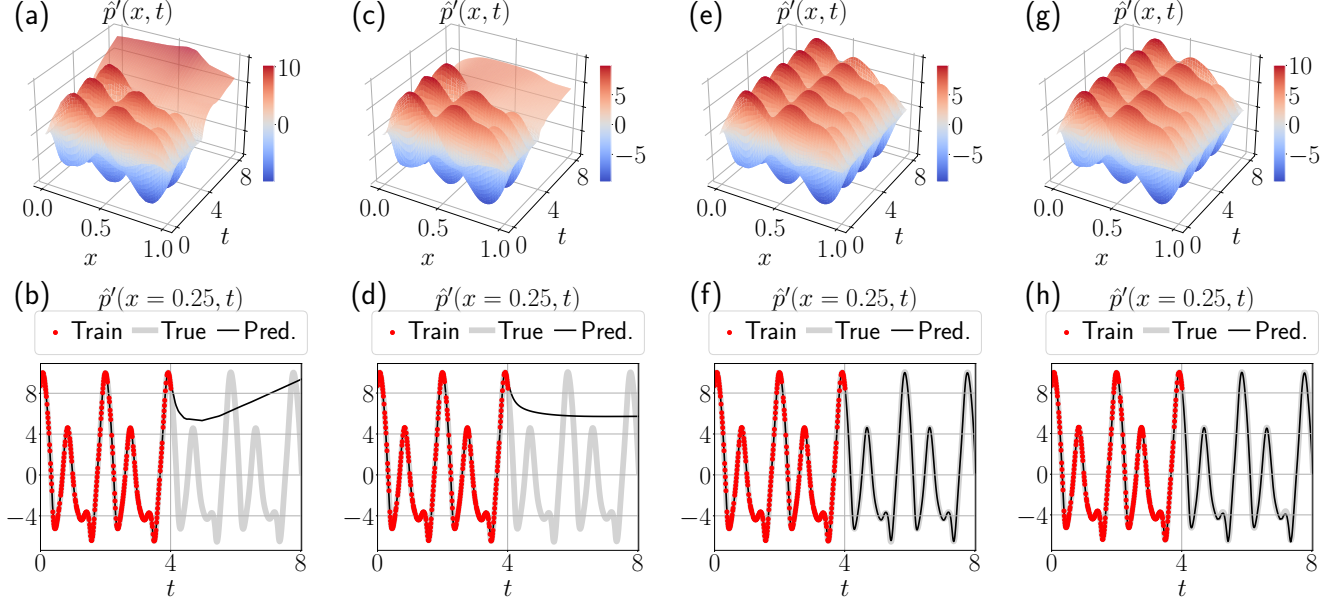 (a) p̂′(x, t)
10
0
8
4
0
0.0
0.5
1.0
x
t
(c) p̂′(x, t)
5
0
−5
8
4
0
0.0
0.5
1.0
x
t
(e) p̂′(x, t)
5
0
−5
8
4
0
0.0
0.5
1.0
x
t
(g) p̂′(x, t)
10
5
0
−5
8
4
0
0.0
0.5
1.0
x
t
(b) p̂′(x = 0.25, t)
Train True Pred.
8
4
0
−4
0 4 8
t
(d) p̂′(x = 0.25, t)
Train True Pred.
8
4
0
−4
0 4 8
t
(f) p̂′(x = 0.25, t)
Train True Pred.
8
4
0
−4
0 4 8
t
(h) p̂′(x = 0.25, t)
Train True Pred.
8
4
0
−4
0 4 8
t